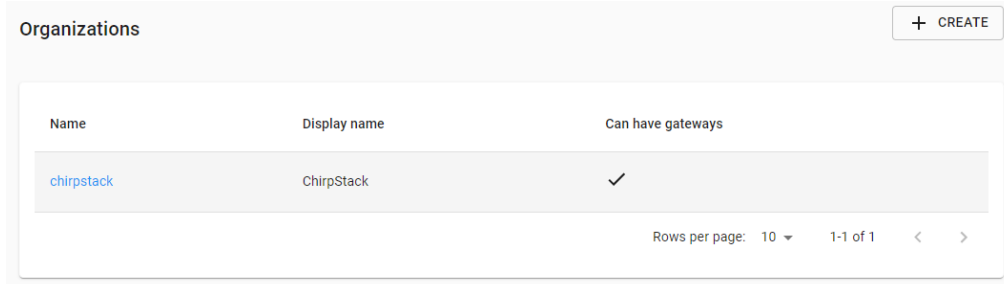 Organizations
+ CREATE
Name Display name Can have gateways
chirpstack ChirpStack ✓
Rows per page: 10 1-1 of 1 < >